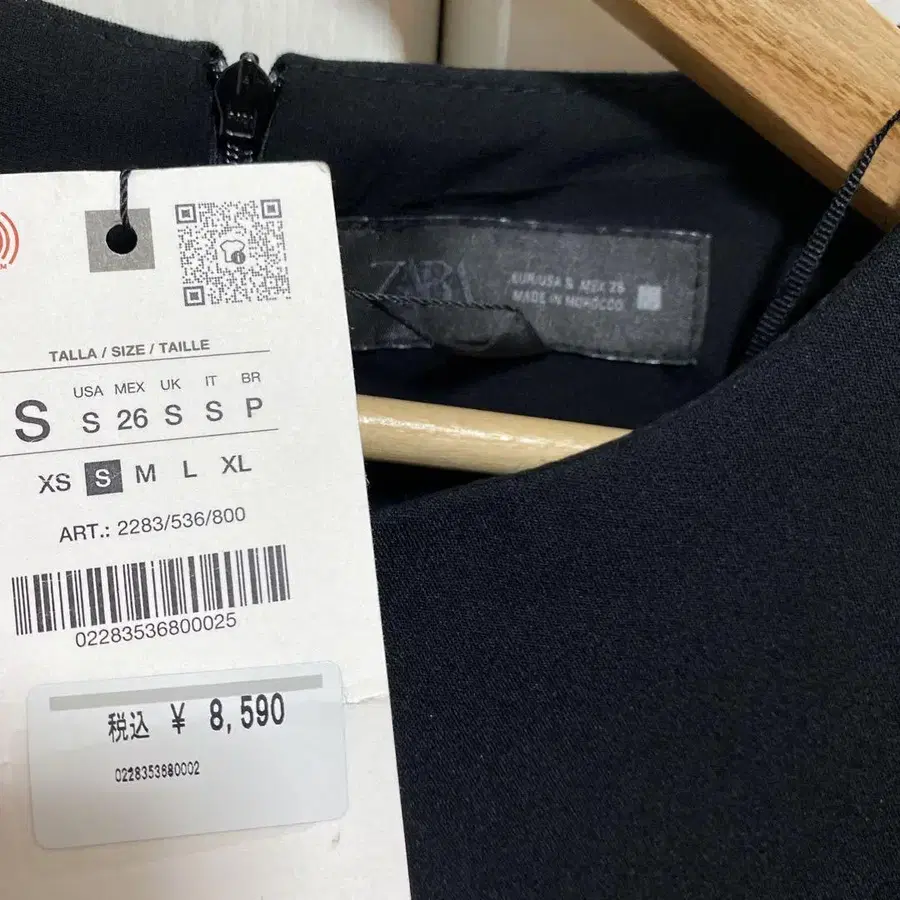 TALLA / SIZE / TAILLE
S
USA MEX UK IT BR
S 26 S S P
XS S M L XL
ART.: 2283/536/800
02283536800025
税込 ¥ 8,590
0228353680002
ZARA
EUR/USA S MEX 26
MADE IN MOROCCO